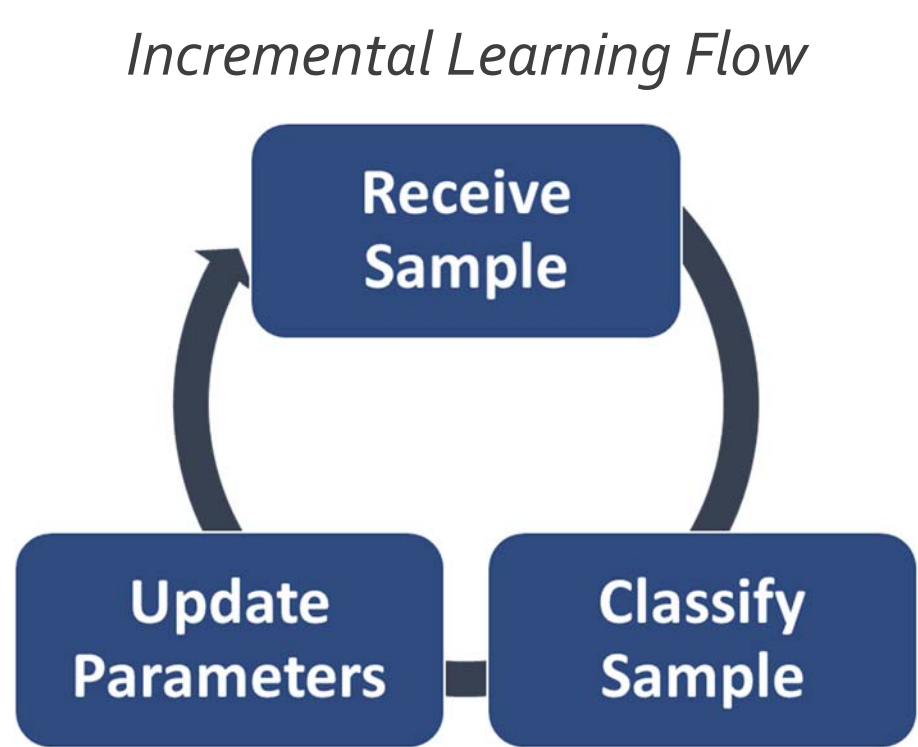 Incremental Learning Flow
Receive
Sample
Update
Parameters
Classify
Sample